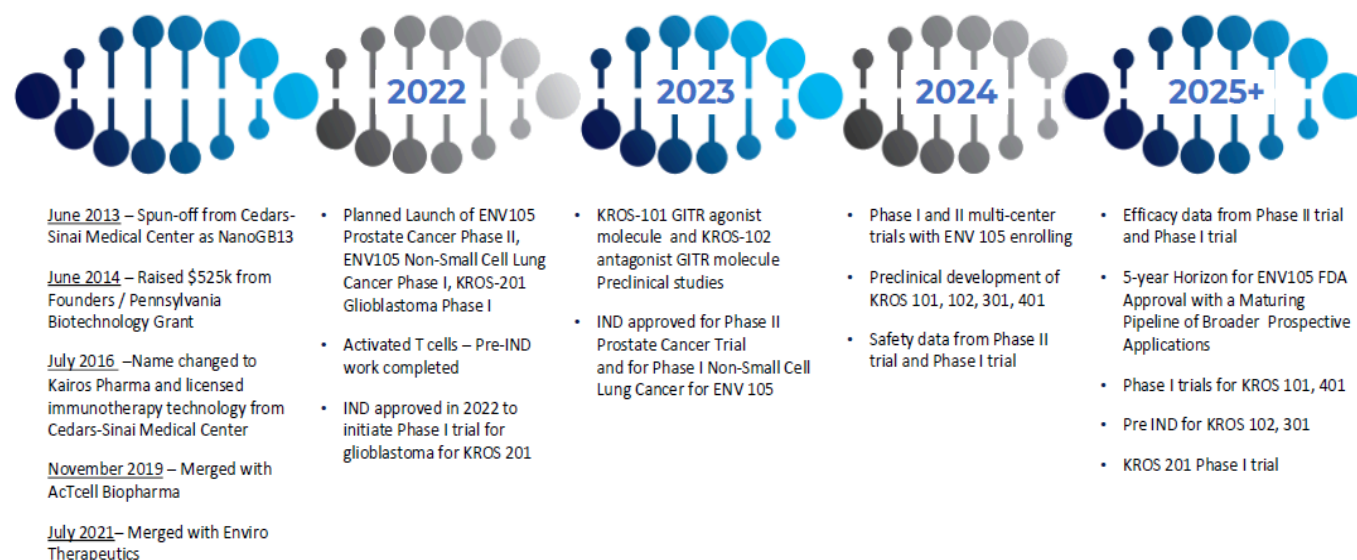 2022
2023
2024
2025+
June 2013 – Spun-off from Cedars-
Sinai Medical Center as NanoGB13
June 2014 – Raised $525k from
Founders / Pennsylvania
Biotechnology Grant
July 2016 –Name changed to
Kairos Pharma and licensed
immunotherapy technology from
Cedars-Sinai Medical Center
November 2019 – Merged with
AcTcell Biopharma
July 2021– Merged with Enviro
Therapeutics
• Planned Launch of ENV105
Prostate Cancer Phase II,
ENV105 Non-Small Cell Lung
Cancer Phase I, KROS-201
Glioblastoma Phase I
• Activated T cells – Pre-IND
work completed
• IND approved in 2022 to
initiate Phase I trial for
glioblastoma for KROS 201
• KROS-101 GITR agonist
molecule and KROS-102
antagonist GITR molecule
Preclinical studies
• IND approved for Phase II
Prostate Cancer Trial
and for Phase I Non-Small Cell
Lung Cancer for ENV 105
• Phase I and II multi-center
trials with ENV 105 enrolling
• Preclinical development of
KROS 101, 102, 301, 401
• Safety data from Phase II
trial and Phase I trial
• Efficacy data from Phase II trial
and Phase I trial
• 5-year Horizon for ENV105 FDA
Approval with a Maturing
Pipeline of Broader Prospective
Applications
• Phase I trials for KROS 101, 401
• Pre IND for KROS 102, 301
• KROS 201 Phase I trial